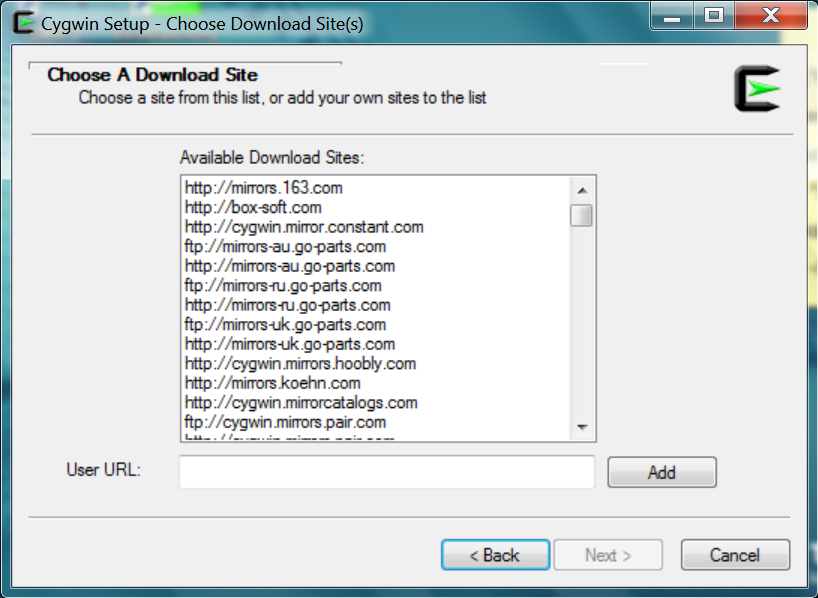 Cygwin Setup - Choose Download Site(s)
Choose A Download Site
Choose a site from this list, or add your own sites to the list
Available Download Sites:
http://mirrors.163.com
http://box-soft.com
http://cygwin.mirror.constant.com
ftp://mirrors-au.go-parts.com
http://mirrors-au.go-parts.com
ftp://mirrors-ru.go-parts.com
http://mirrors-ru.go-parts.com
ftp://mirrors-uk.go-parts.com
http://mirrors-uk.go-parts.com
http://cygwin.mirrors.hoobly.com
http://mirrors.koehn.com
http://cygwin.mirrorcatalogs.com
ftp://cygwin.mirrors.pair.com
http://cygwin.mirrors.pair.com
User URL:
Add
< Back
Next >
Cancel